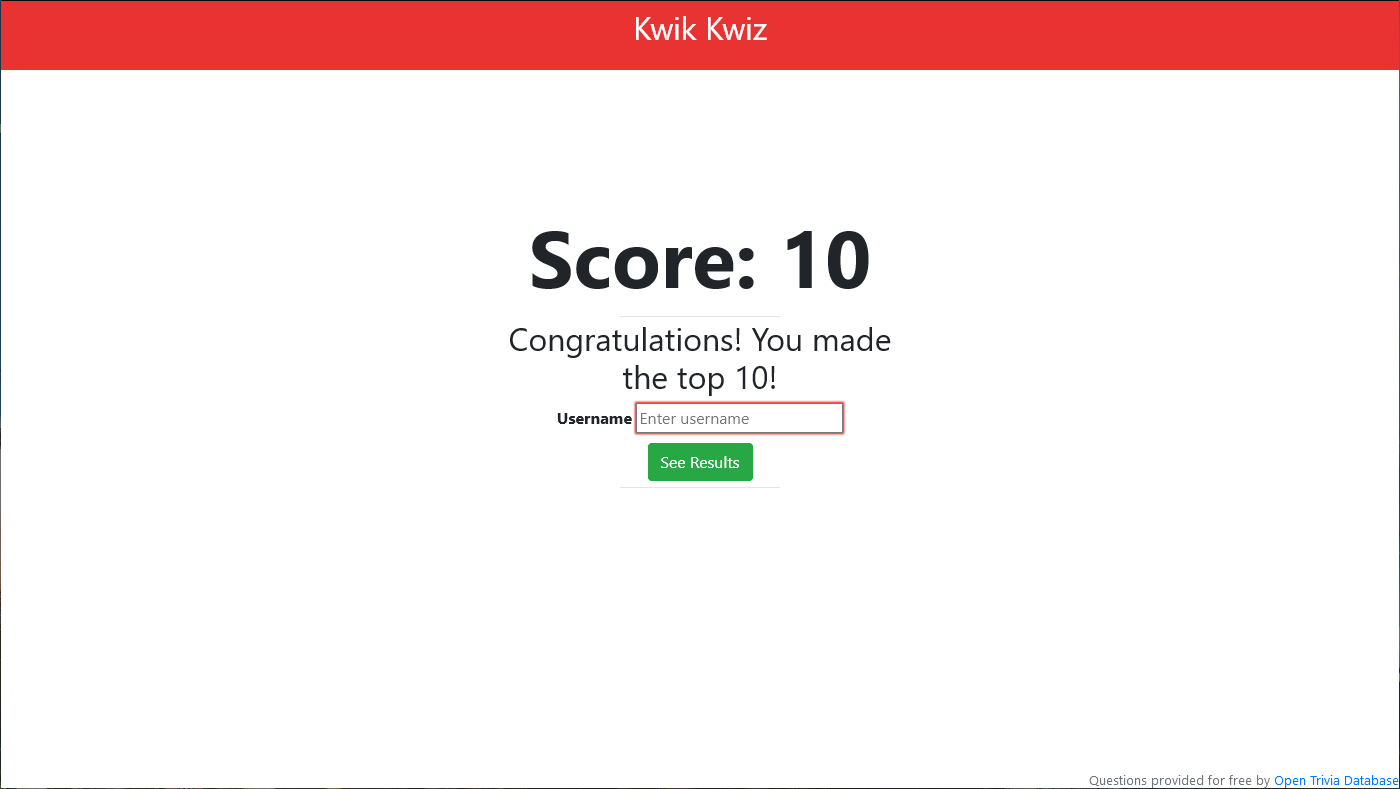 Kwik Kwiz
Score: 10
Congratulations! You made
the top 10!
Username Enter username
See Results
Questions provided for free by Open Trivia Database